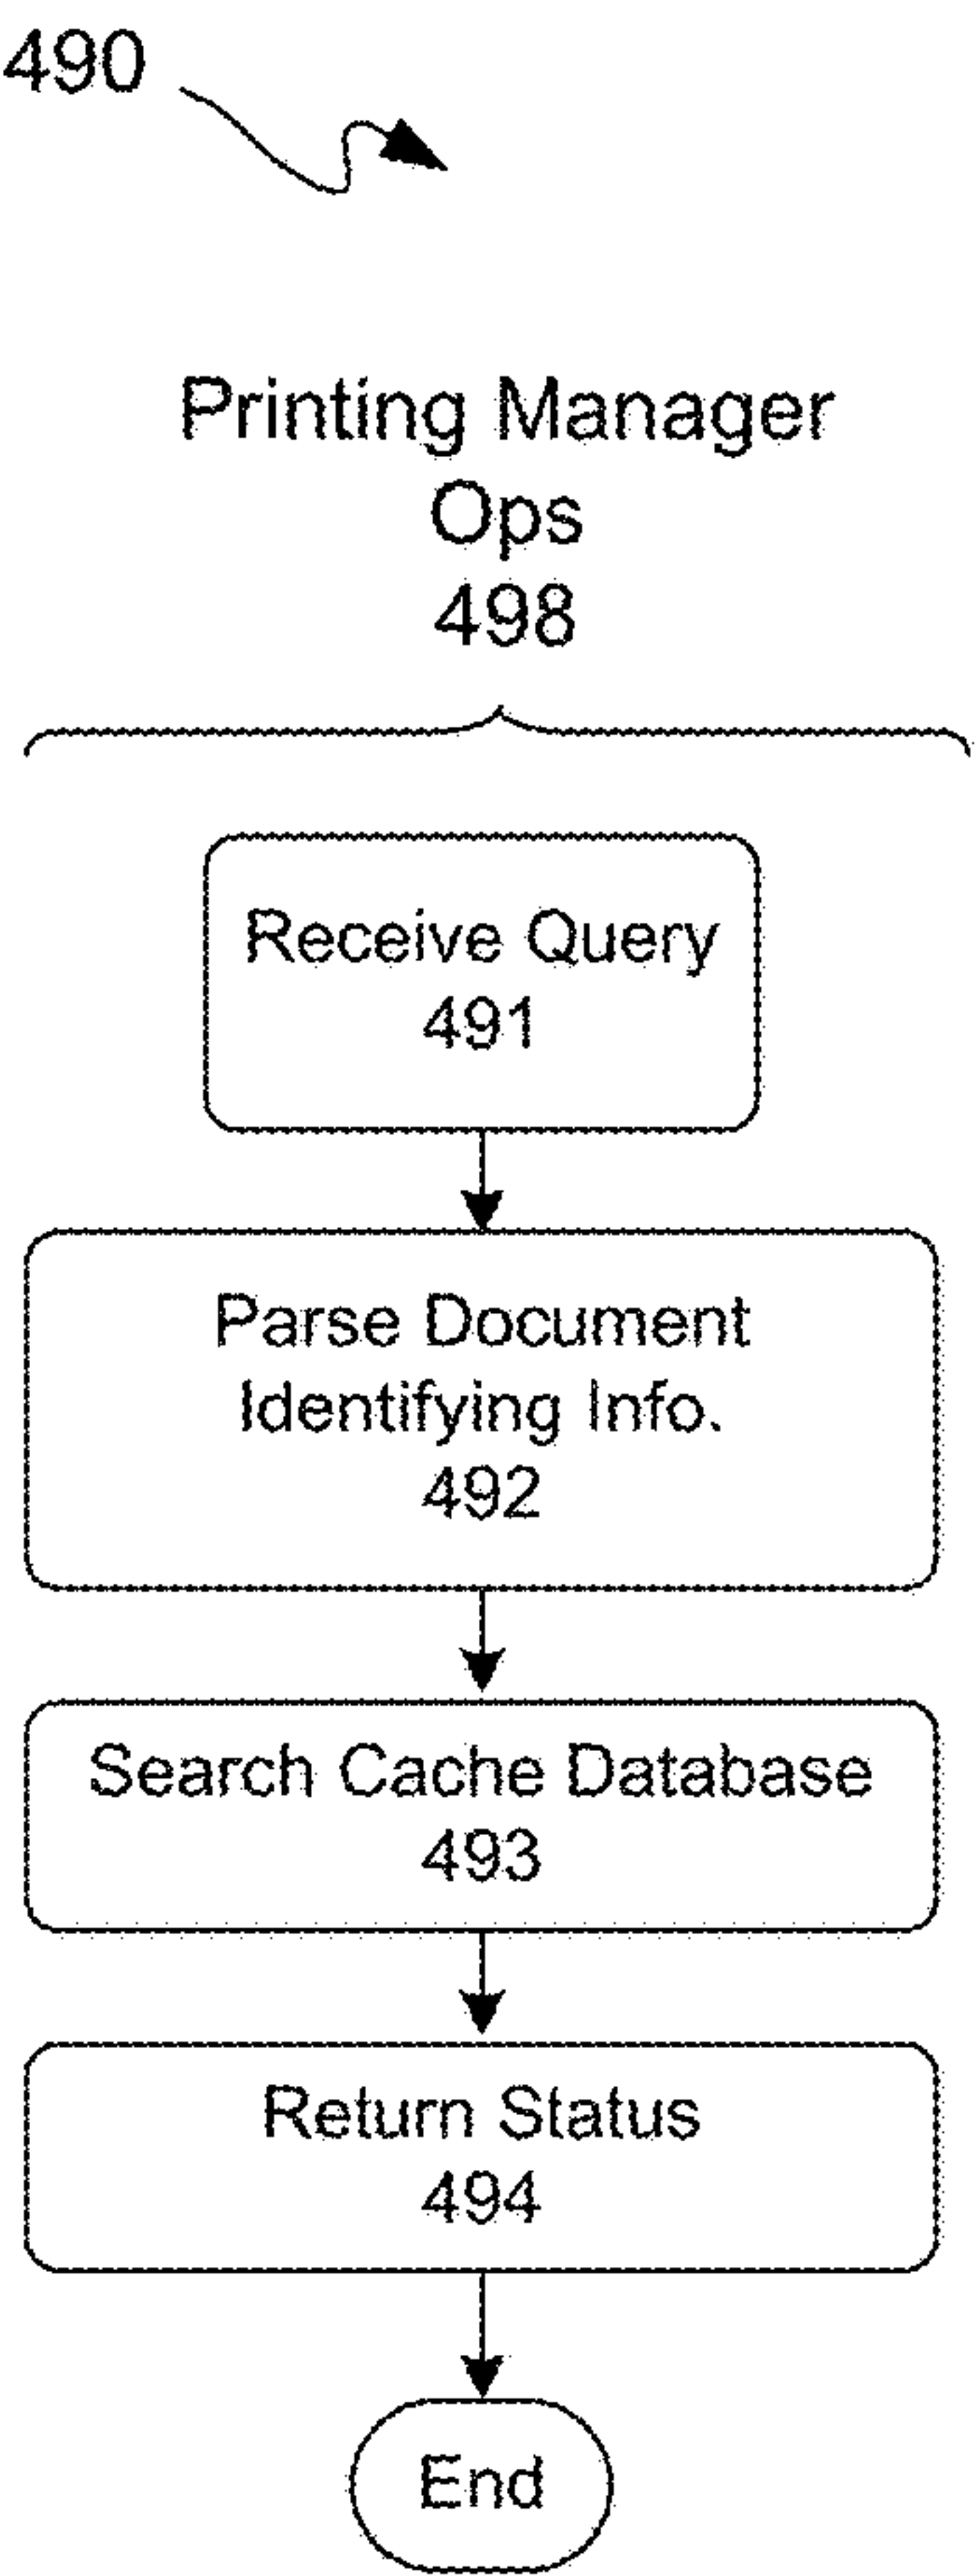 490
Printing Manager
Ops
498
Receive Query
491
Parse Document
Identifying Info.
492
Search Cache Database
493
Return Status
494
End